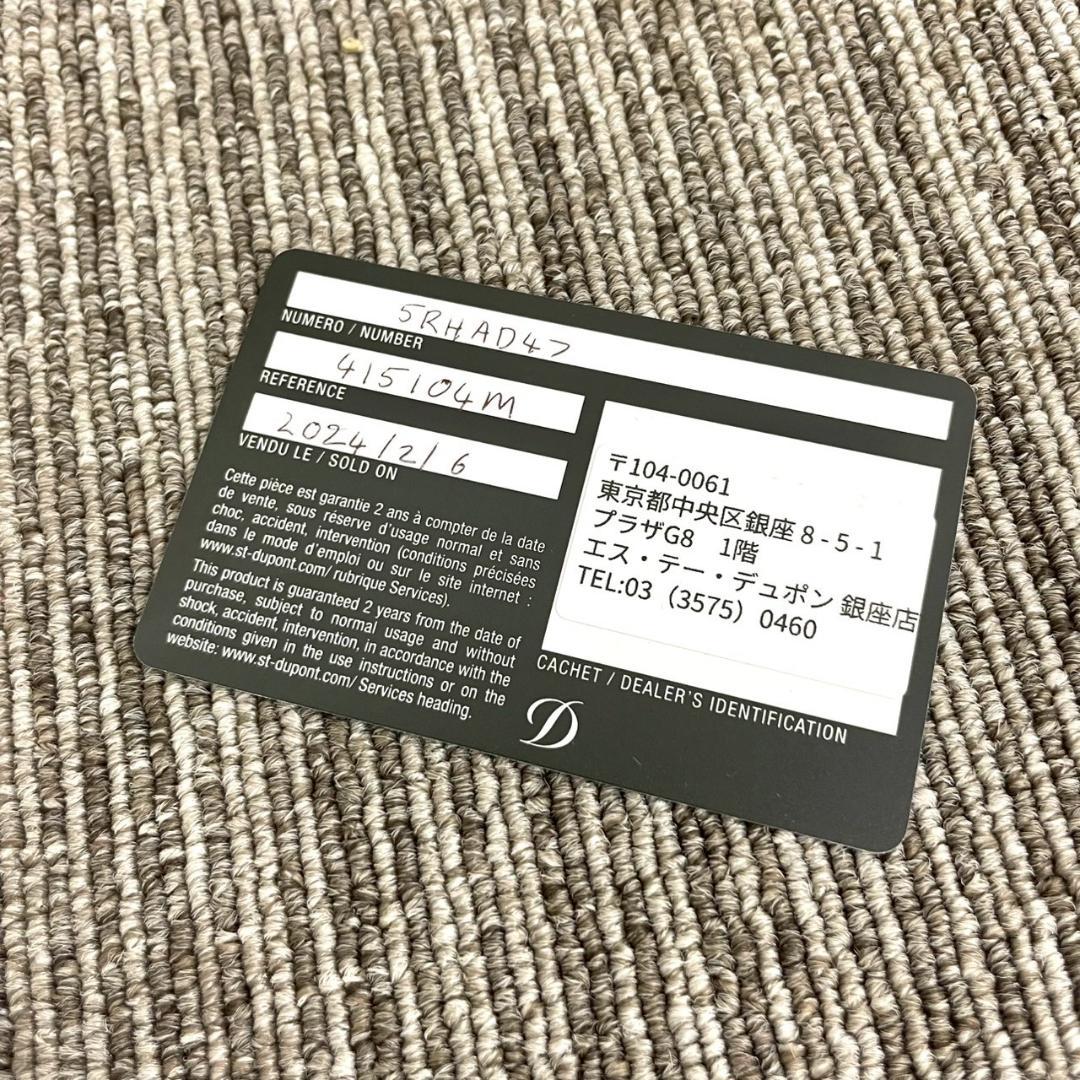 5RHAD47
NUMERO / NUMBER
415104M
REFERENCE
2024/2/6
VENDU LE / SOLD ON
Cette pièce est garantie 2 ans à compter de la date
de vente, sous réserve d'usage normal et sans
choc, accident, intervention (conditions précisées
dans le mode d'emploi ou sur le site internet :
www.st-dupont.com/ rubrique Services).
This product is guaranteed 2 years from the date of
purchase, subject to normal usage and without
shock, accident, intervention, in accordance with the
conditions given in the use instructions or on the
website: www.st-dupont.com/ Services heading.
〒104-0061
東京都中央区銀座 8 - 5 - 1
プラザG8 1階
エス・テー・デュポン 銀座店
TEL:03 (3575) 0460
CACHET / DEALER'S IDENTIFICATION
D